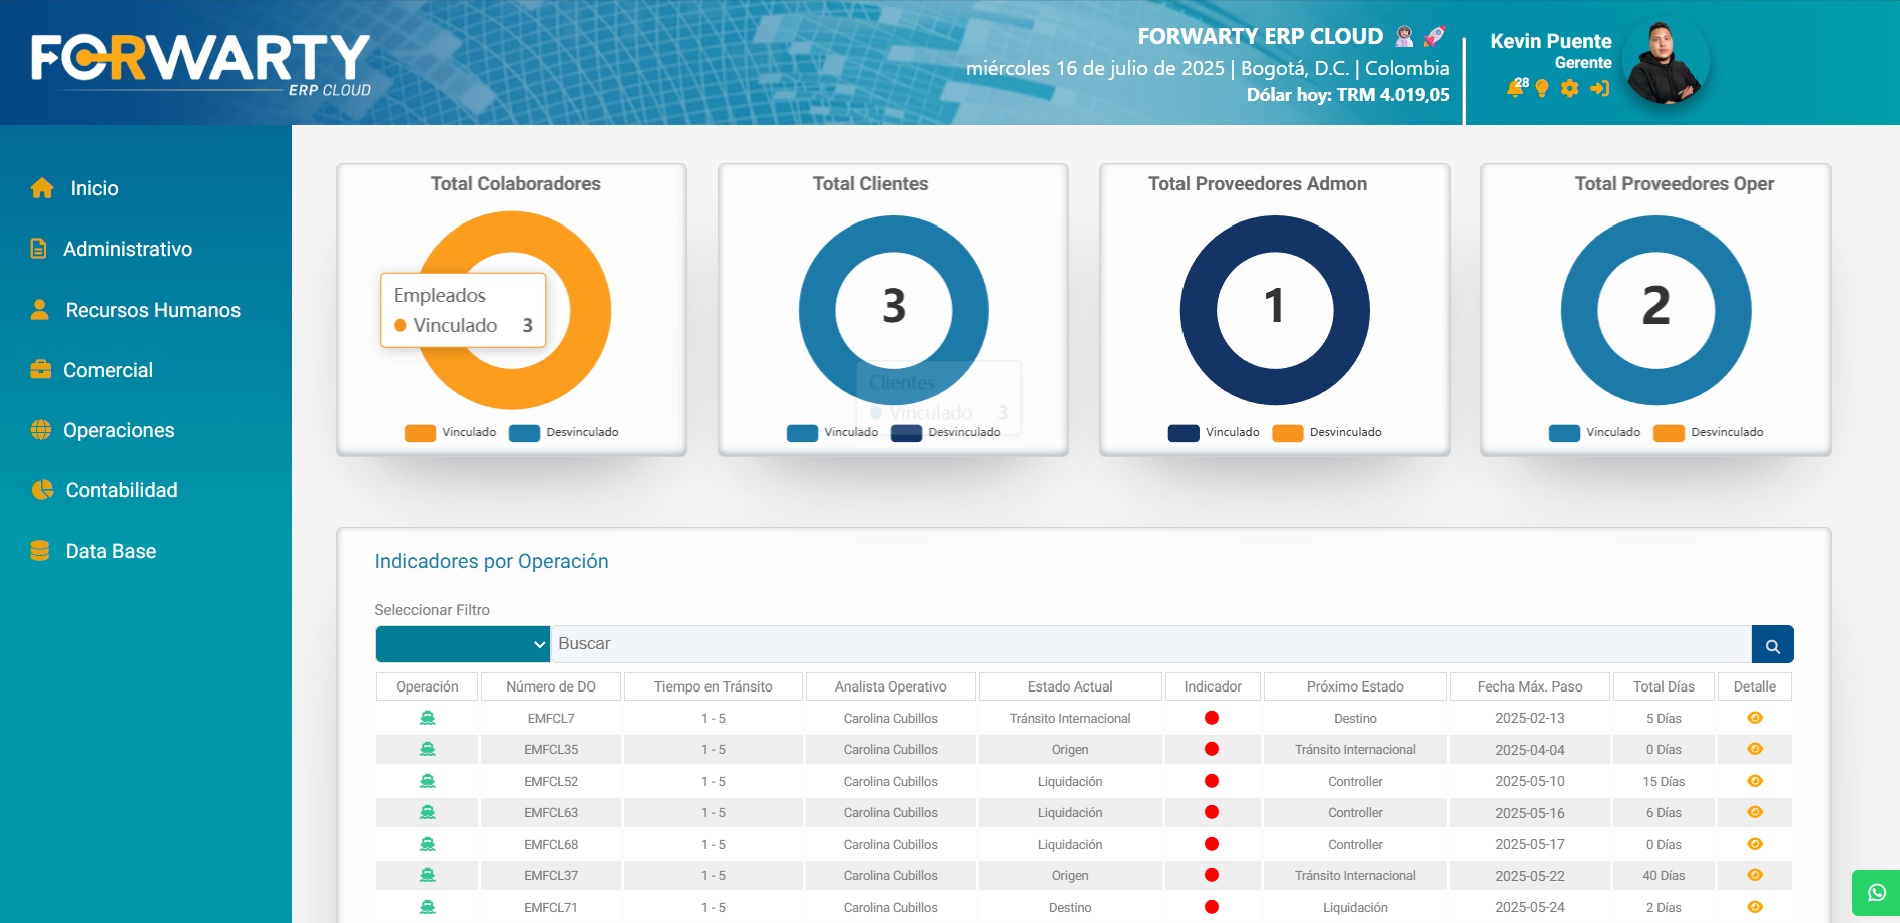 FORWARTY
ERP CLOUD
FORWARTY ERP CLOUD
miércoles 16 de julio de 2025 | Bogotá, D.C. | Colombia
Dólar hoy: TRM 4.019,05
Kevin Puente
Gerente
28
Inicio
Administrativo
Recursos Humanos
Comercial
Operaciones
Contabilidad
Data Base
Total Colaboradores
Empleados
Vinculado 3
Vinculado Desvinculado
Total Clientes
3
Clientes
Vinculado 3
Vinculado Desvinculado
Total Proveedores Admon
1
Vinculado Desvinculado
Total Proveedores Oper
2
Vinculado Desvinculado
Indicadores por Operación
Seleccionar Filtro
Buscar
Operación Número de DO Tiempo en Tránsito Analista Operativo Estado Actual Indicador Próximo Estado Fecha Máx. Paso Total Días Detalle
EMFCL7 1 - 5 Carolina Cubillos Tránsito Internacional Destino 2025-02-13 5 Días
EMFCL35 1 - 5 Carolina Cubillos Origen Tránsito Internacional 2025-04-04 0 Días
EMFCL52 1 - 5 Carolina Cubillos Liquidación Controller 2025-05-10 15 Días
EMFCL63 1 - 5 Carolina Cubillos Liquidación Controller 2025-05-16 6 Días
EMFCL68 1 - 5 Carolina Cubillos Liquidación Controller 2025-05-17 0 Días
EMFCL37 1 - 5 Carolina Cubillos Origen Tránsito Internacional 2025-05-22 40 Días
EMFCL71 1 - 5 Carolina Cubillos Destino Liquidación 2025-05-24 2 Días